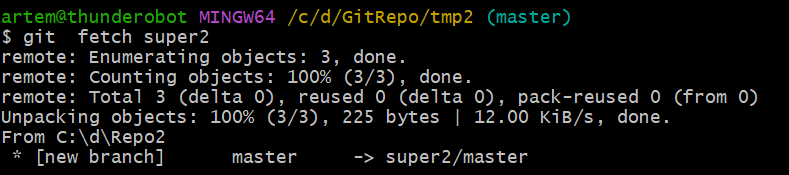 artem@thunderobot MINGW64 /c/d/GitRepo/tmp2 (master)
$ git  fetch super2
remote: Enumerating objects: 3, done.
remote: Counting objects: 100% (3/3), done.
remote: Total 3 (delta 0), reused 0 (delta 0), pack-reused 0 (from 0)
Unpacking objects: 100% (3/3), 225 bytes | 12.00 KiB/s, done.
From C:\d\Repo2
 * [new branch]      master     -> super2/master